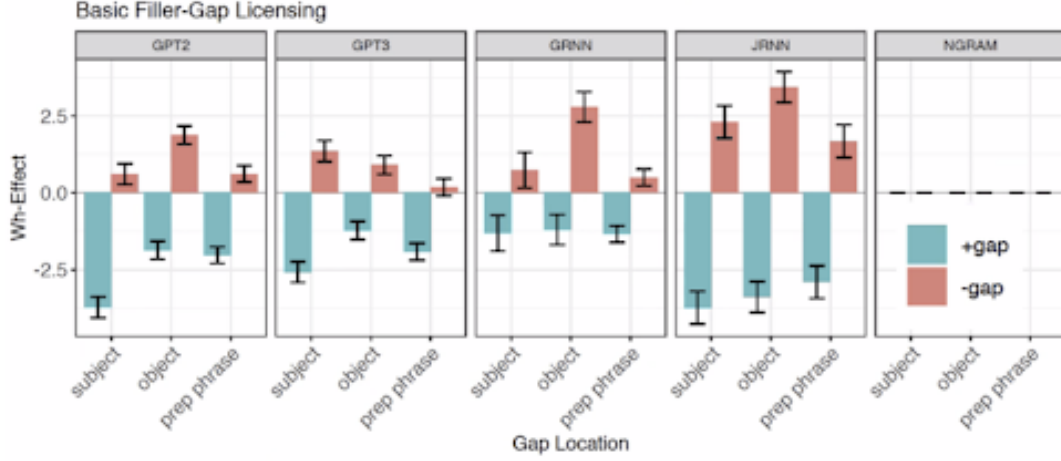 Basic Filler-Gap Licensing
GPT2 GPT3 GRNN JRNN NGRAM
Wh-Effect
2.5
0.0
-2.5
+gap
-gap
subject object prep phrase subject object prep phrase subject object prep phrase subject object prep phrase subject object prep phrase
Gap Location